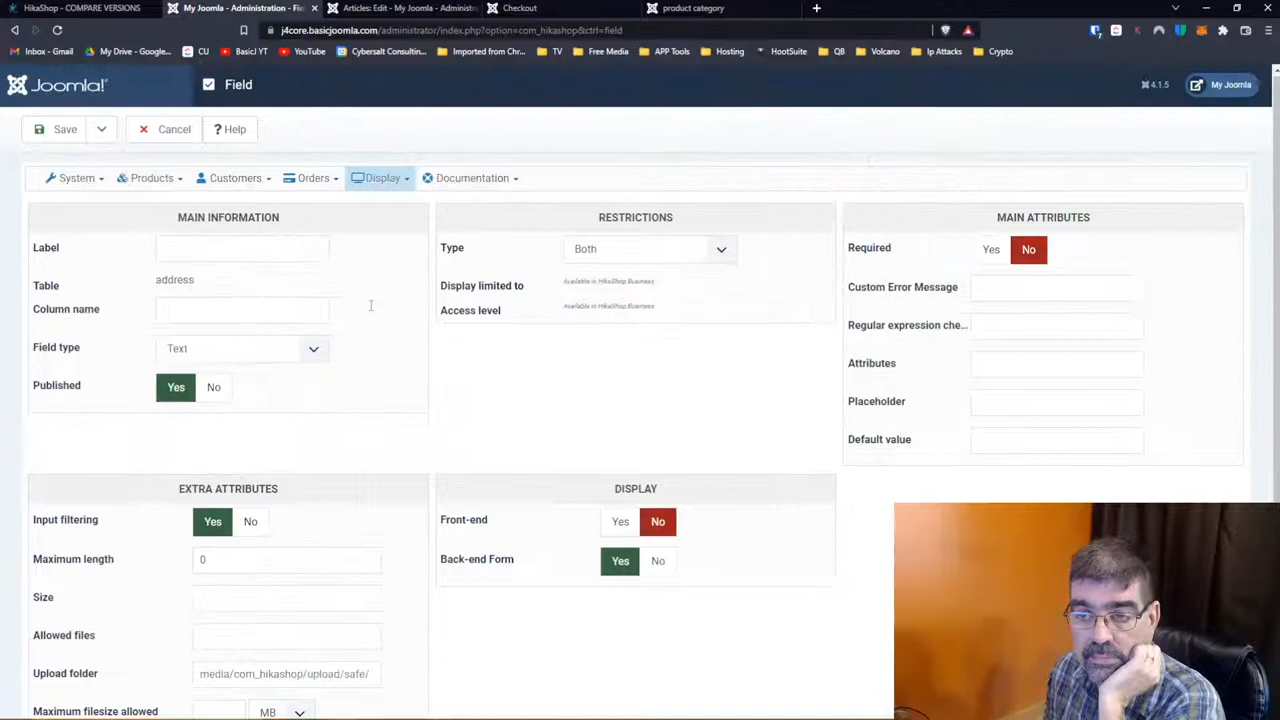 HikaShop - COMPARE VERSIONS
My Joomla - Administration - Fi
Articles: Edit - My Joomla - Administr
Checkout
product category
j4core.basicjoomla.com/administrator/index.php?option=com_hikashop&ctrl=field
Inbox - Gmail
My Drive - Google...
CU
BasicJ YT
YouTube
Cybersalt Consulting...
Imported from Chr...
TV
Free Media
APP Tools
Hosting
HootSuite
QB
Volcano
Ip Attacks
Crypto
Joomla!
Field
4.1.5
My Joomla
Save
Cancel
? Help
System
Products
Customers
Orders
Display
Documentation
MAIN INFORMATION
Label
Table
address
Column name
Field type
Text
Published
Yes
No
RESTRICTIONS
Type
Both
Display limited to
Available in HikaShop Business
Access level
Available in HikaShop Business
MAIN ATTRIBUTES
Required
Yes
No
Custom Error Message
Regular expression che...
Attributes
Placeholder
Default value
EXTRA ATTRIBUTES
Input filtering
Yes
No
Maximum length
0
Size
Allowed files
Upload folder
media/com_hikashop/upload/safe/
Maximum filesize allowed
MB
DISPLAY
Front-end
Yes
No
Back-end Form
Yes
No